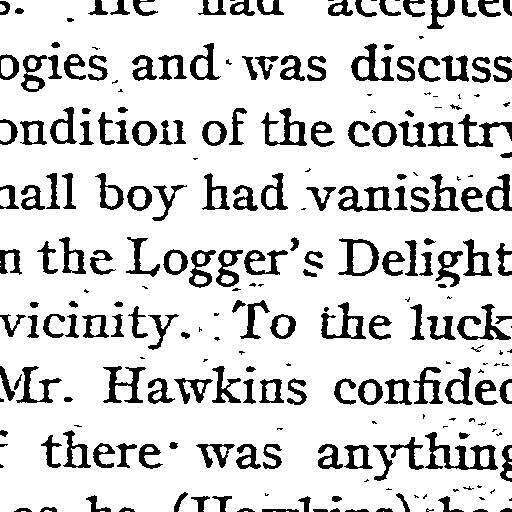 He had accepted
ogies and was discuss
ondition of the country
nall boy had vanished
n the Logger's Delight
vicinity. To the luck
Mr. Hawkins confided
f there was anything
as he (Hawkins) had